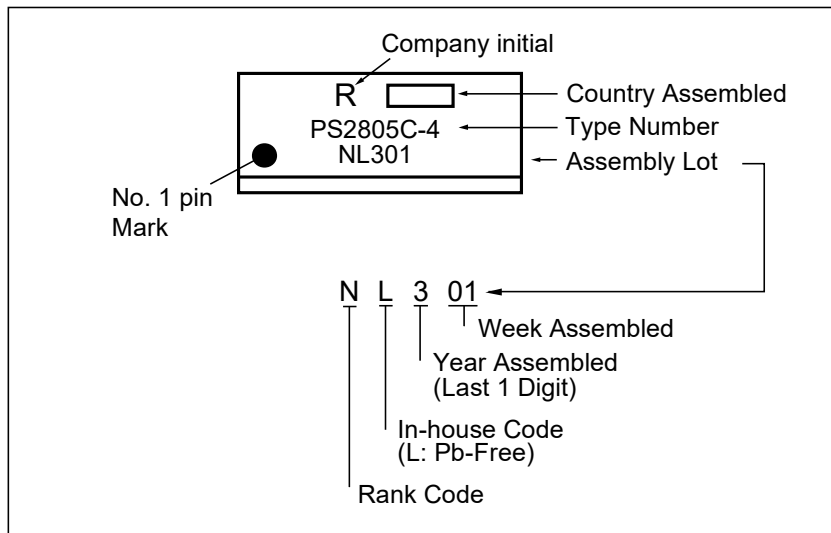 Company initial
R
Country Assembled
PS2805C-4
Type Number
NL301
Assembly Lot
No. 1 pin
Mark
N L 3 01
Week Assembled
Year Assembled
(Last 1 Digit)
In-house Code
(L: Pb-Free)
Rank Code